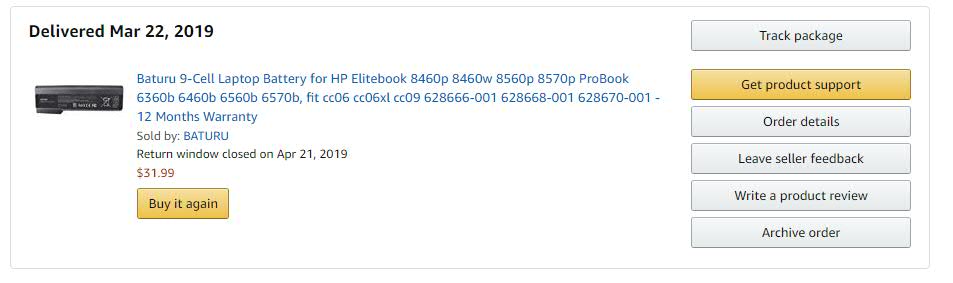 Delivered Mar 22, 2019
Track package
Baturu 9-Cell Laptop Battery for HP Elitebook 8460p 8460w 8560p 8570p ProBook
6360b 6460b 6560b 6570b, fit cc06 cc06xl cc09 628666-001 628668-001 628670-001 -
12 Months Warranty
Sold by: BATURU
Return window closed on Apr 21, 2019
$31.99
Buy it again
Get product support
Order details
Leave seller feedback
Write a product review
Archive order